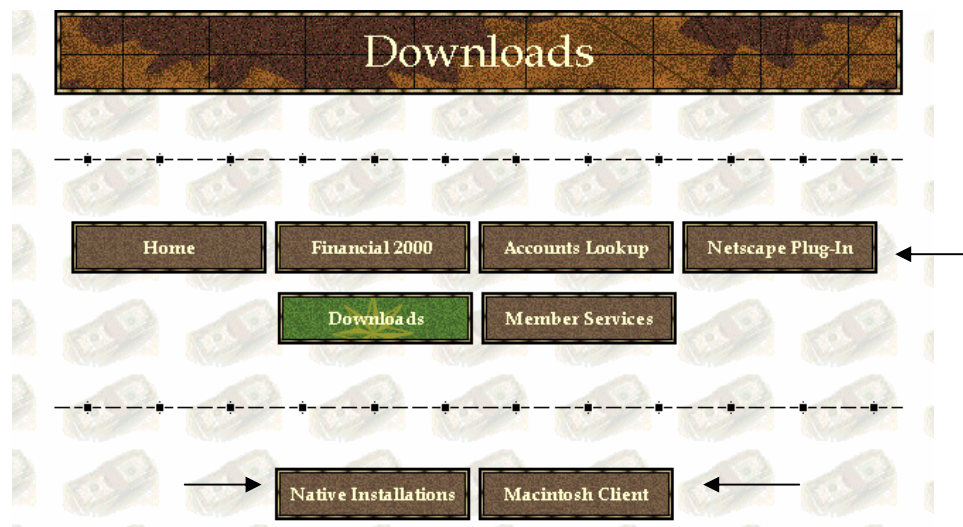 Downloads
Home Financial 2000 Accounts Lookup Netscape Plug-In
Downloads Member Services
Native Installations Macintosh Client